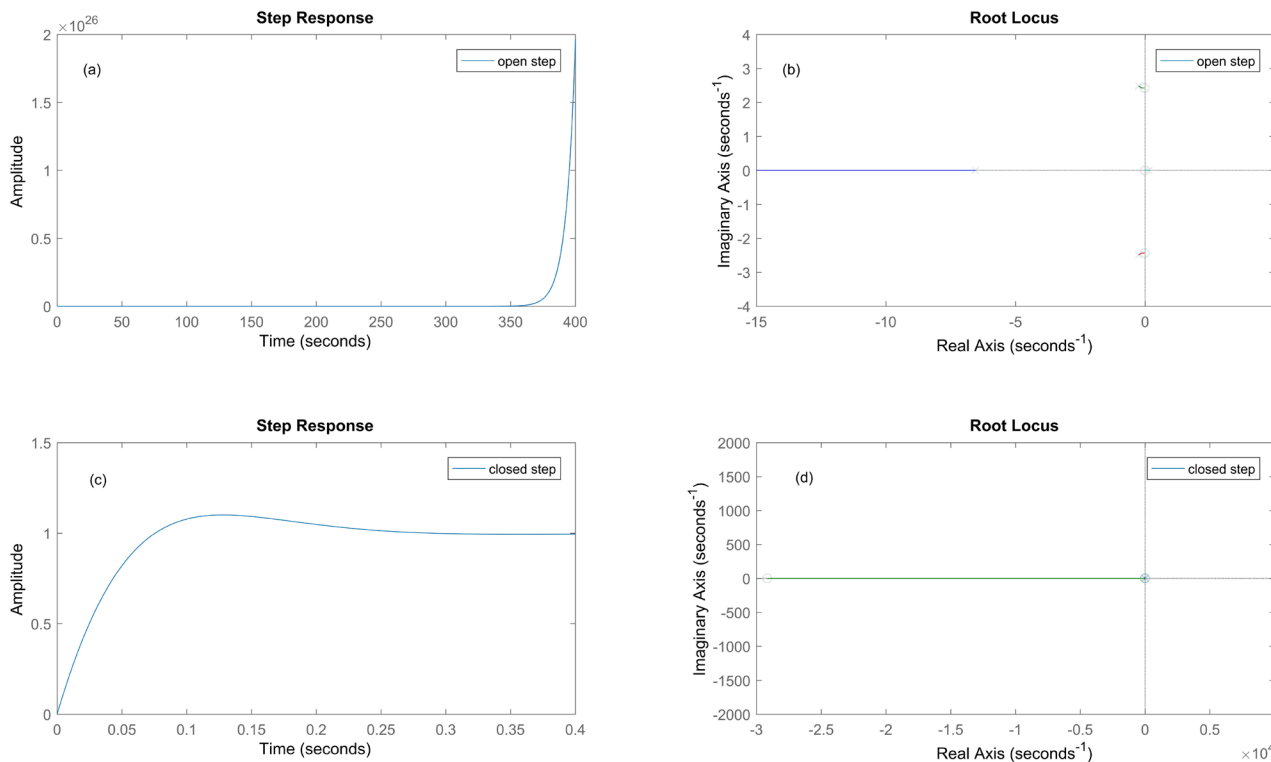 Step Response
×10^26
2
1.5
1
0.5
0
Amplitude
(a)
open step
0 50 100 150 200 250 300 350 400
Time (seconds)
Root Locus
4
3
2
1
0
-1
-2
-3
-4
Imaginary Axis (seconds^-1)
(b)
open step
-15 -10 -5 0
Real Axis (seconds^-1)
Step Response
1.5
1
0.5
0
Amplitude
(c)
closed step
0 0.05 0.1 0.15 0.2 0.25 0.3 0.35 0.4
Time (seconds)
Root Locus
2000
1500
1000
500
0
-500
-1000
-1500
-2000
Imaginary Axis (seconds^-1)
(d)
closed step
-3 -2.5 -2 -1.5 -1 -0.5 0 0.5
Real Axis (seconds^-1)
×10^4